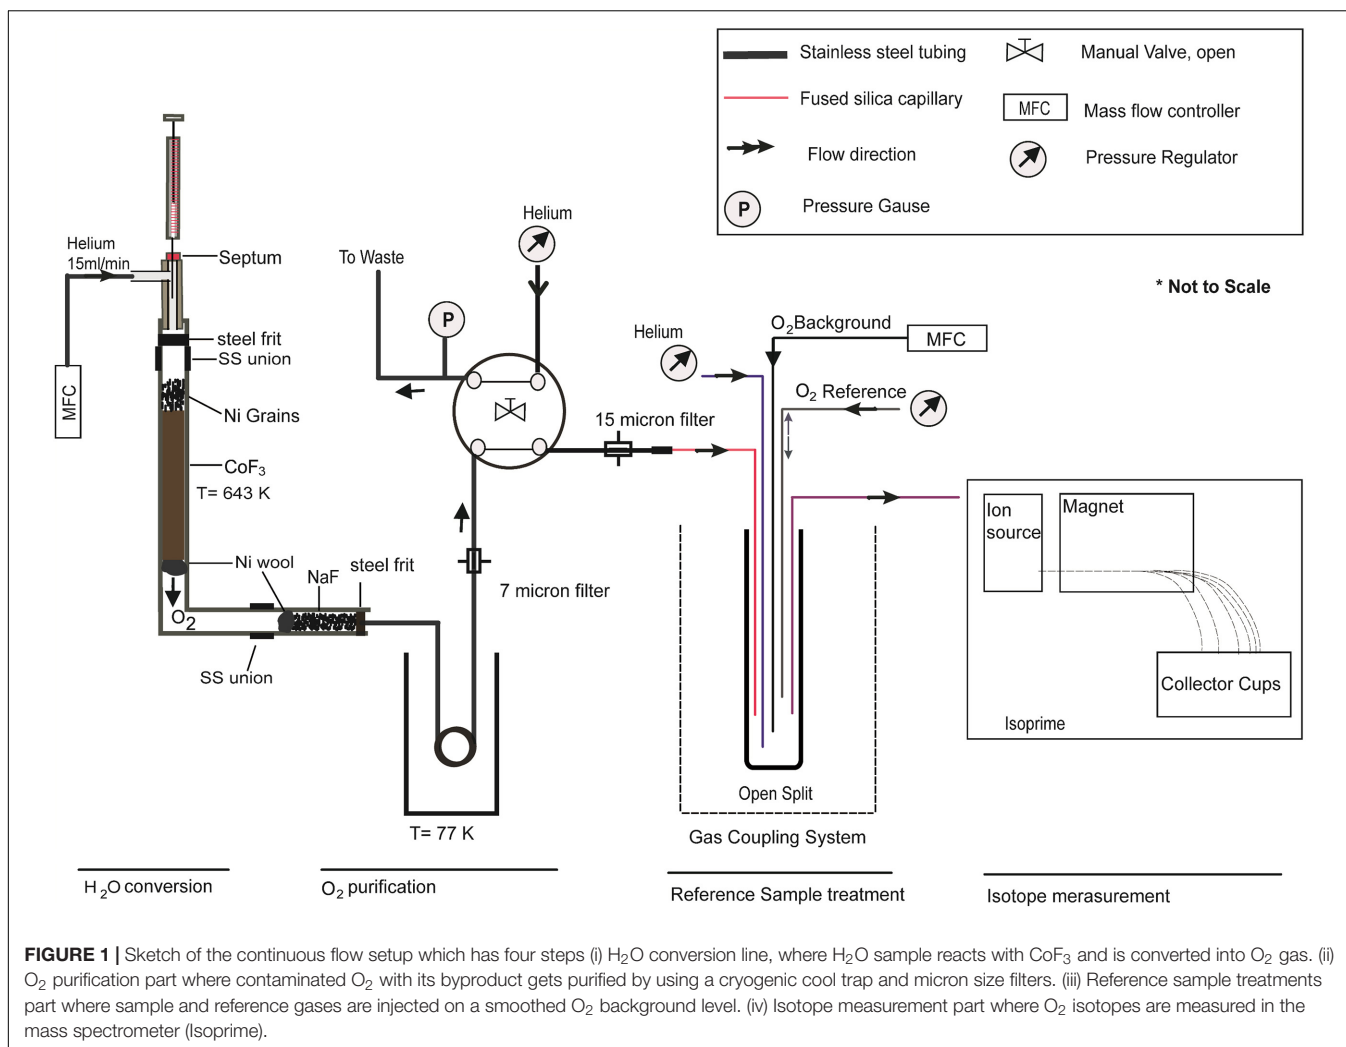 Stainless steel tubing
Manual Valve, open
Fused silica capillary
MFC
Mass flow controller
Flow direction
Pressure Regulator
P
Pressure Gause
* Not to Scale
Helium
15ml/min
Septum
steel frit
SS union
MFC
Ni Grains
CoF3
T= 643 K
Ni wool
NaF
steel frit
O2
SS union
To Waste
Helium
P
15 micron filter
7 micron filter
T= 77 K
Helium
O2Background
MFC
O2 Reference
Open Split
Gas Coupling System
Ion
source
Magnet
Collector Cups
Isoprime
H2O conversion
O2 purification
Reference Sample treatment
Isotope merasurement
FIGURE 1 | Sketch of the continuous flow setup which has four steps (i) H2O conversion line, where H2O sample reacts with CoF3 and is converted into O2 gas. (ii)
O2 purification part where contaminated O2 with its byproduct gets purified by using a cryogenic cool trap and micron size filters. (iii) Reference sample treatments
part where sample and reference gases are injected on a smoothed O2 background level. (iv) Isotope measurement part where O2 isotopes are measured in the
mass spectrometer (Isoprime).